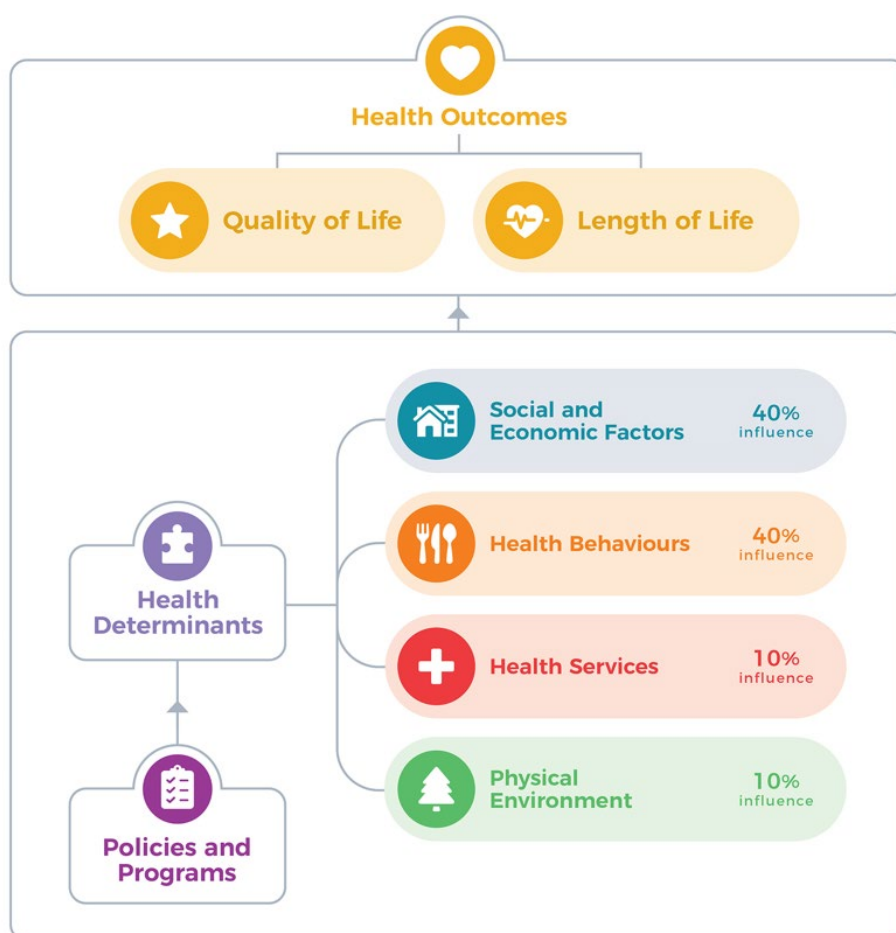 Health Outcomes
Quality of Life
Length of Life
Social and
Economic Factors
40%
influence
Health Behaviours
40%
influence
Health
Determinants
Health Services
10%
influence
Physical
Environment
10%
influence
Policies and
Programs